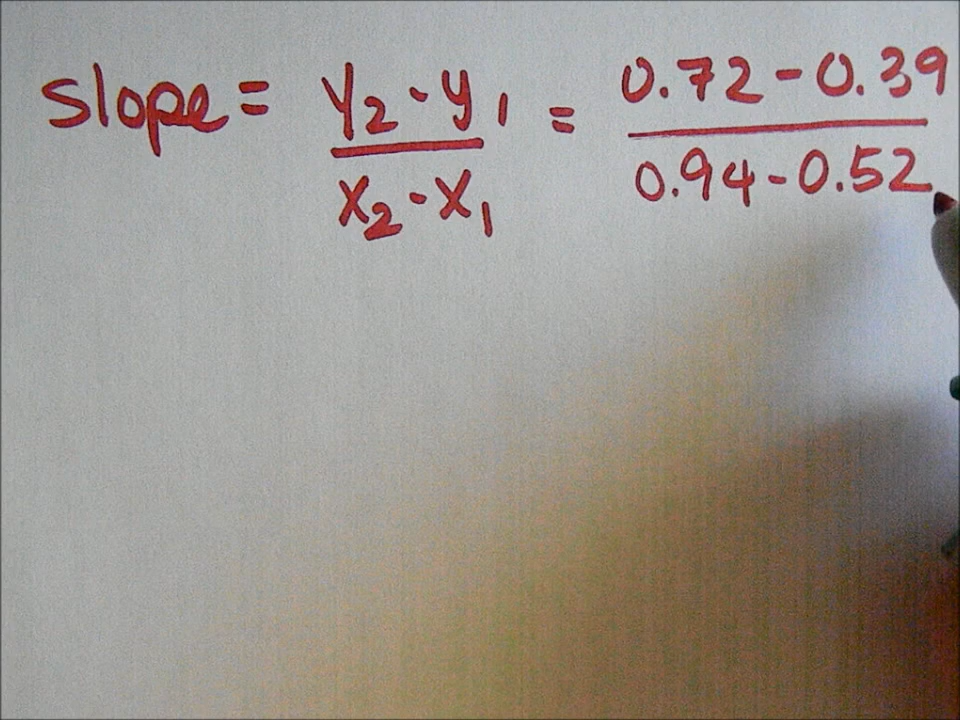 slope = y2 - y1 / x2 - x1 = 0.72 - 0.39 / 0.94 - 0.52